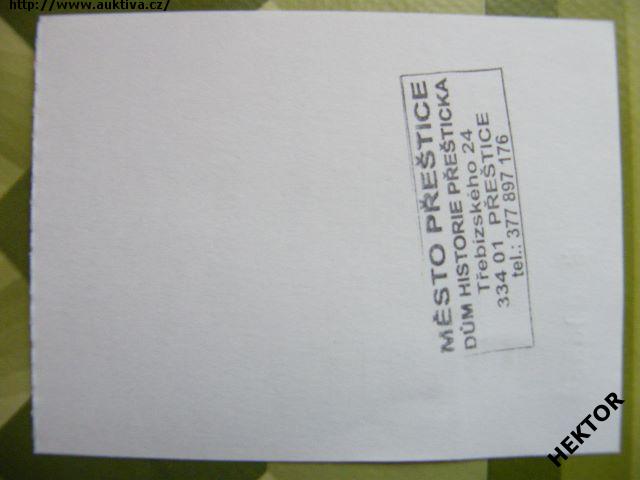 http://www.auktiva.cz/
MĚSTO PŘEŠTICE
DŮM HISTORIE PŘEŠTICKA
Třebízského 24
334 01 PŘEŠTICE
tel.: 377 897 176
HEKTOR